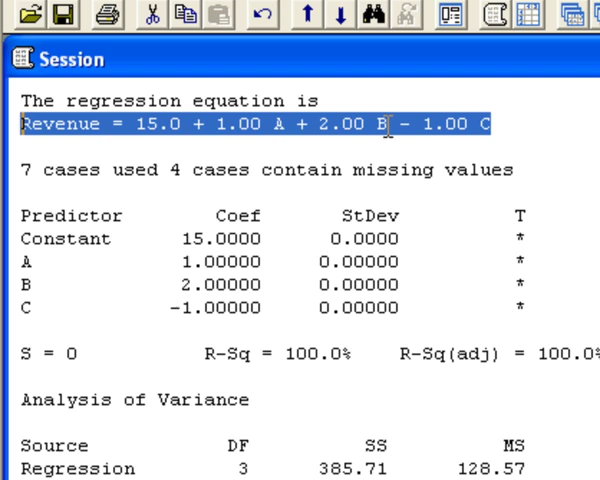 Session
The regression equation is
Revenue = 15.0 + 1.00 A + 2.00 B - 1.00 C
7 cases used 4 cases contain missing values
Predictor Coef StDev T
Constant 15.0000 0.0000 *
A 1.00000 0.00000 *
B 2.00000 0.00000 *
C -1.00000 0.00000 *
S = 0 R-Sq = 100.0% R-Sq(adj) = 100.0%
Analysis of Variance
Source DF SS MS
Regression 3 385.71 128.57